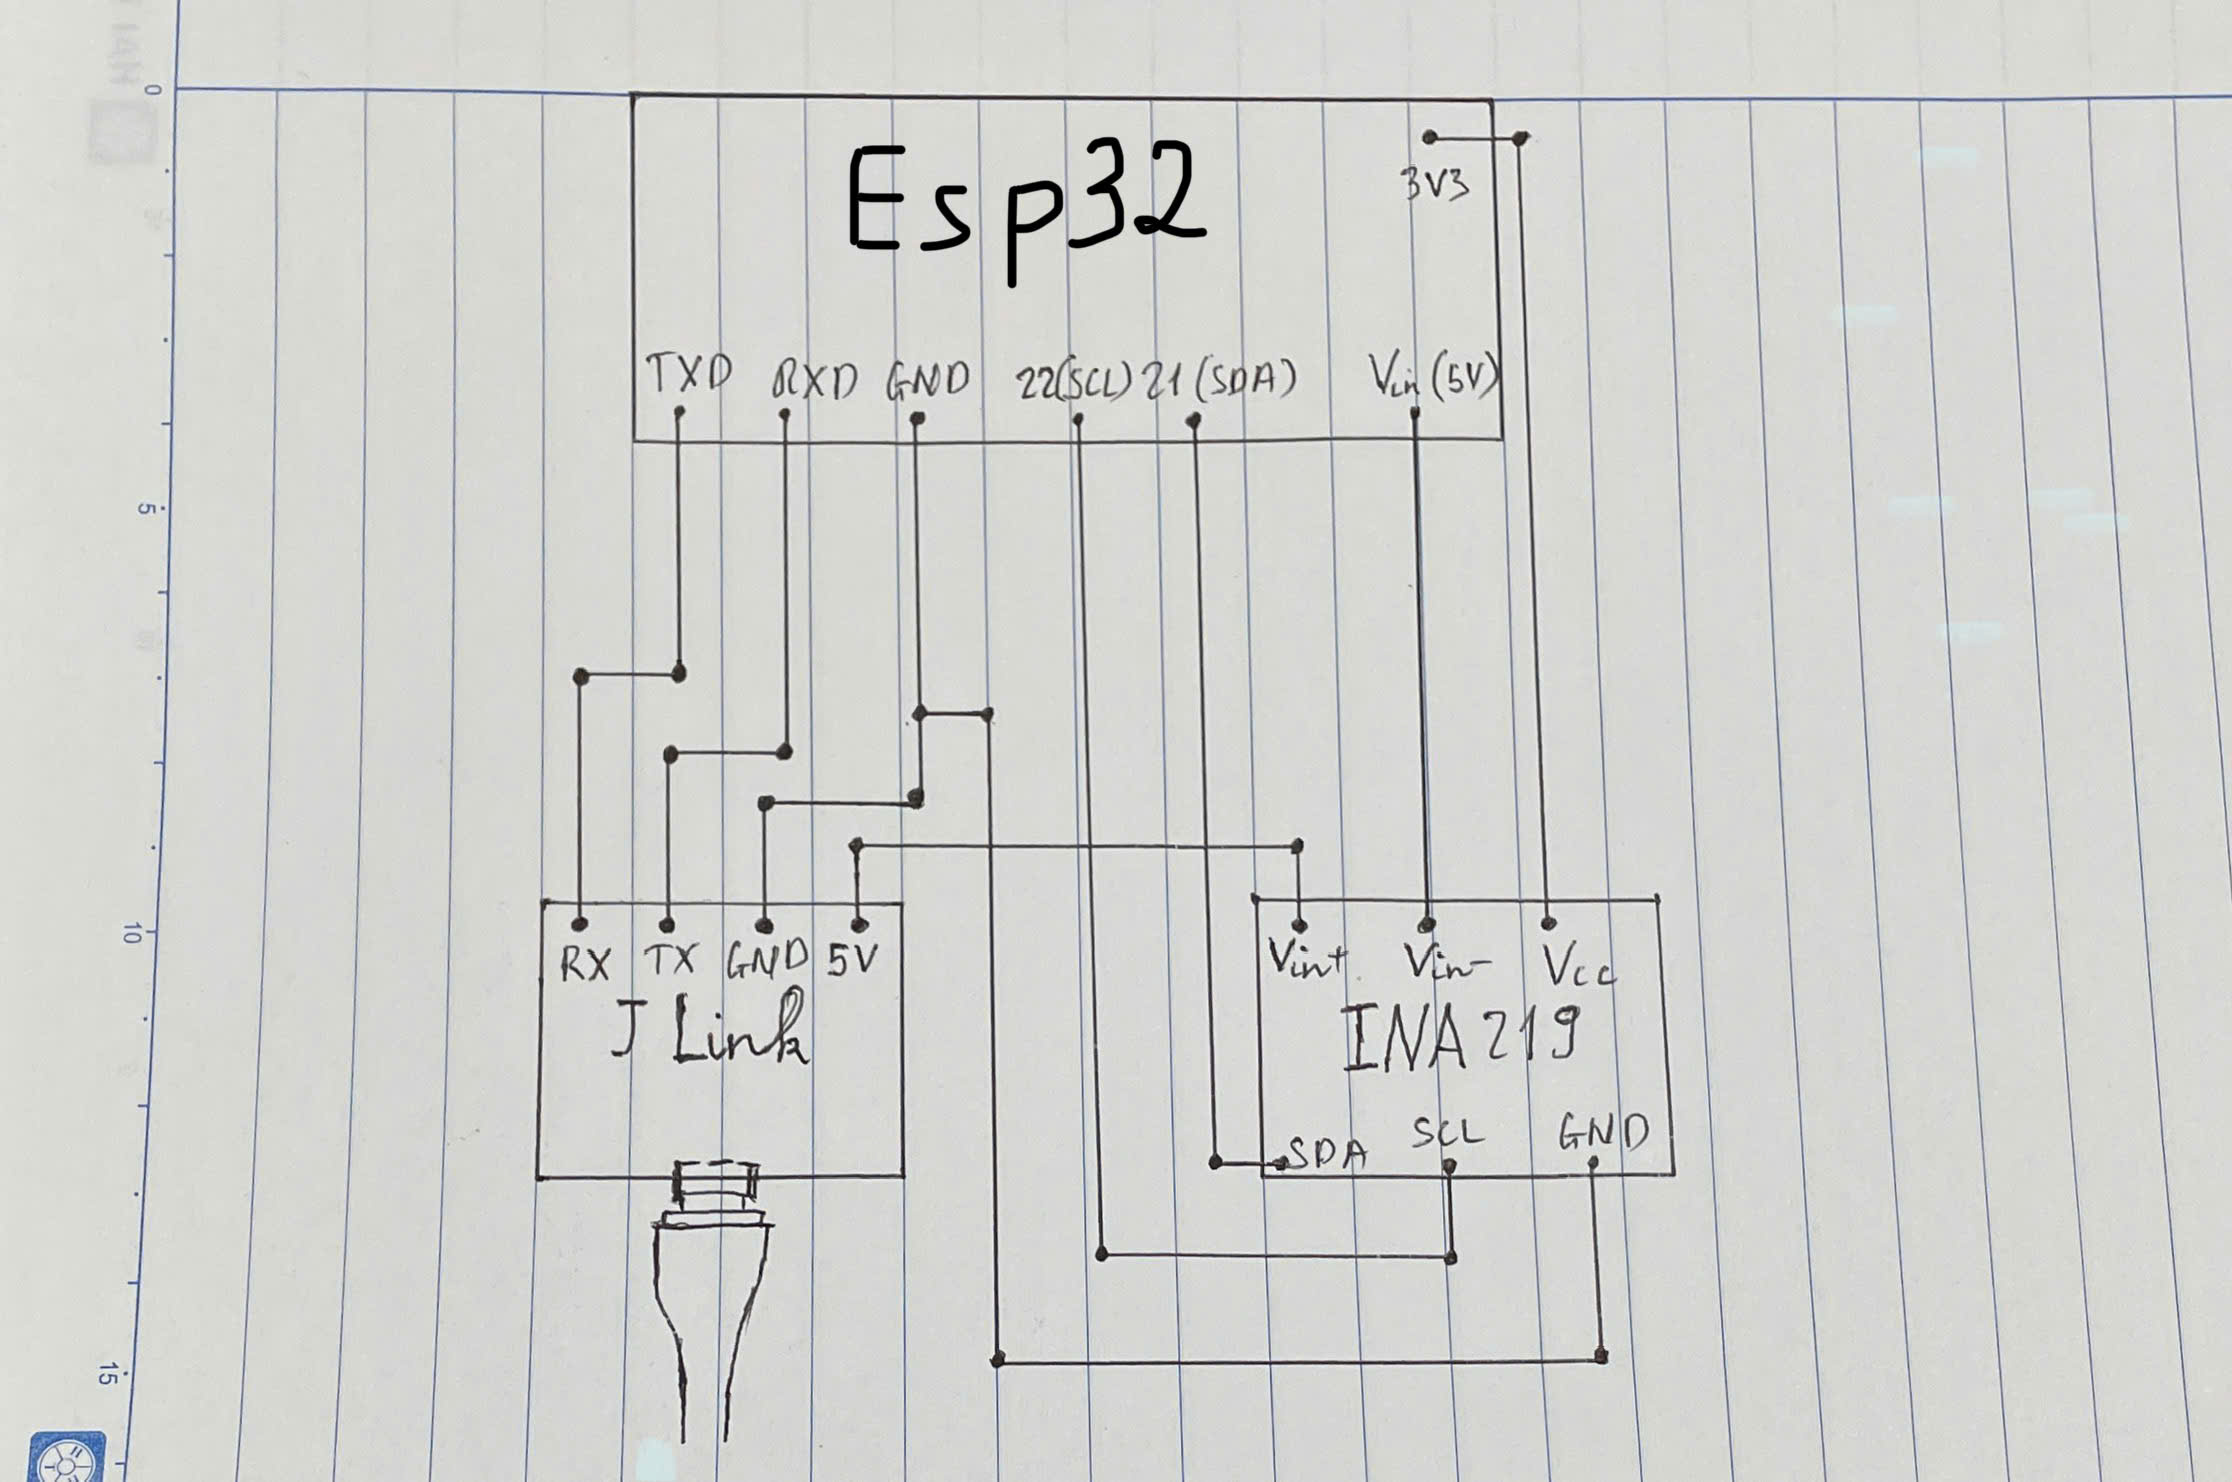 0
Esp32
3V3
TXD RXD GND 22(SCL) 21(SDA) Vin(5V)
5
10
RX TX GND 5V
J Link
Vin+ Vin- Vcc
INA219
SDA SCL GND
15